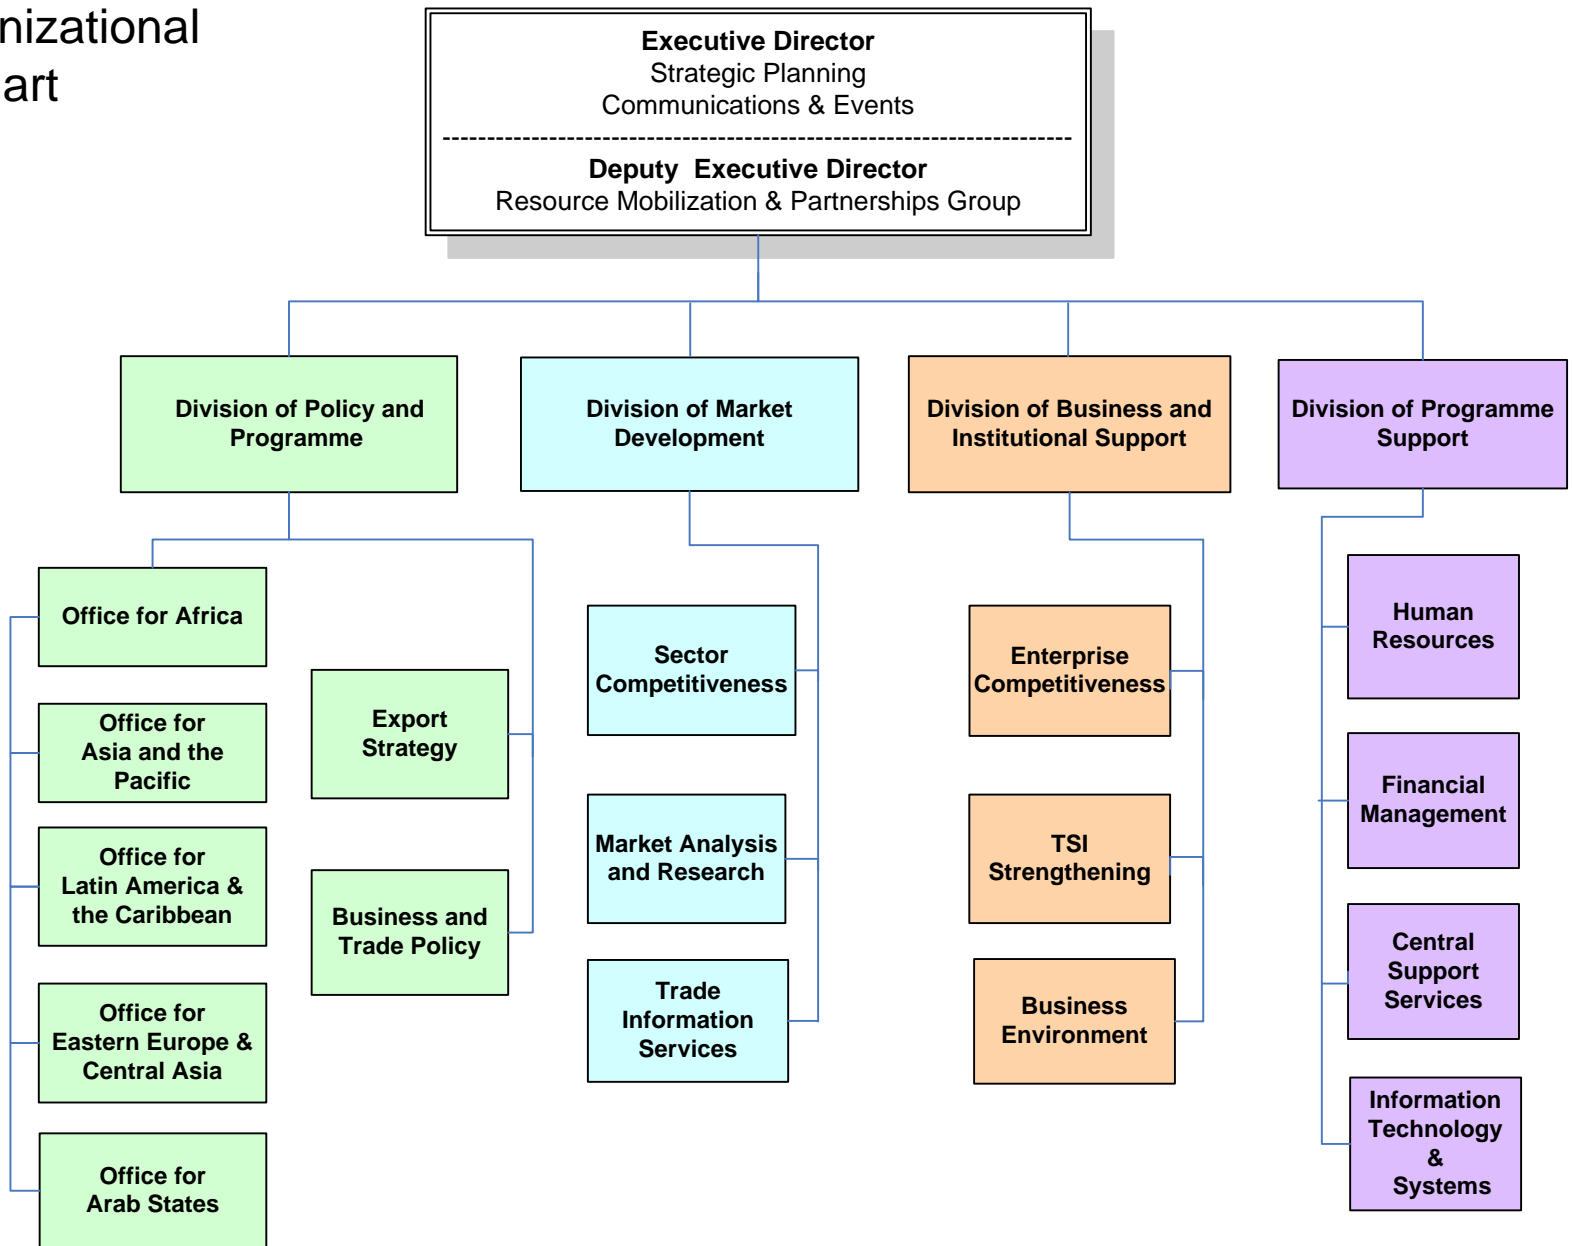 nizational
art
Executive Director
Strategic Planning
Communications & Events
Deputy Executive Director
Resource Mobilization & Partnerships Group
Division of Policy and
Programme
Division of Market
Development
Division of Business and
Institutional Support
Division of Programme
Support
Office for Africa
Office for
Asia and the
Pacific
Office for
Latin America &
the Caribbean
Office for
Eastern Europe &
Central Asia
Office for
Arab States
Export
Strategy
Business and
Trade Policy
Sector
Competitiveness
Market Analysis
and Research
Trade
Information
Services
Enterprise
Competitiveness
TSI
Strengthening
Business
Environment
Human
Resources
Financial
Management
Central
Support
Services
Information
Technology
&
Systems